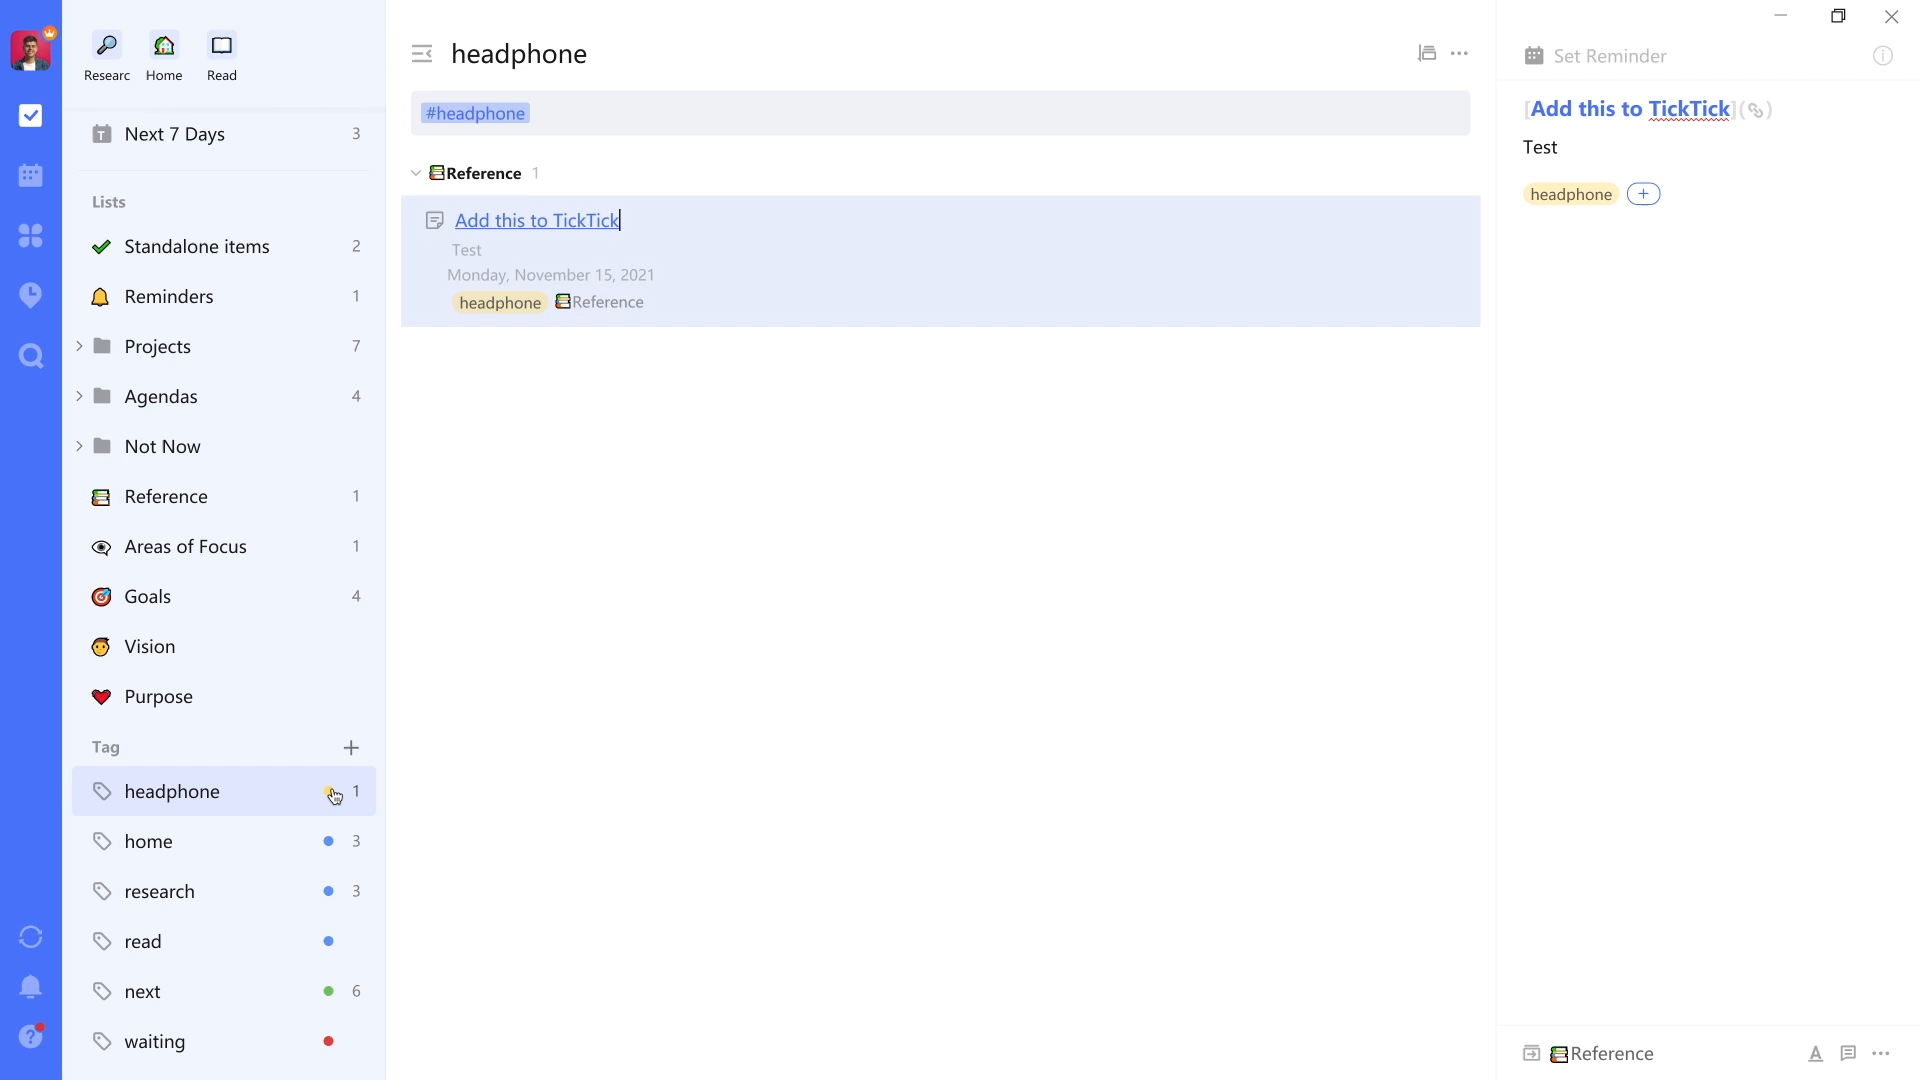 Researc Home Read
Next 7 Days 3
Lists
Standalone items 2
Reminders 1
Projects 7
Agendas 4
Not Now
Reference 1
Areas of Focus 1
Goals 4
Vision
Purpose
Tag
headphone 1
home 3
research 3
read
next 6
waiting
headphone
#headphone
Reference 1
Add this to TickTick
Test
Monday, November 15, 2021
headphone Reference
Set Reminder
[Add this to TickTick]( )
Test
headphone +
Reference